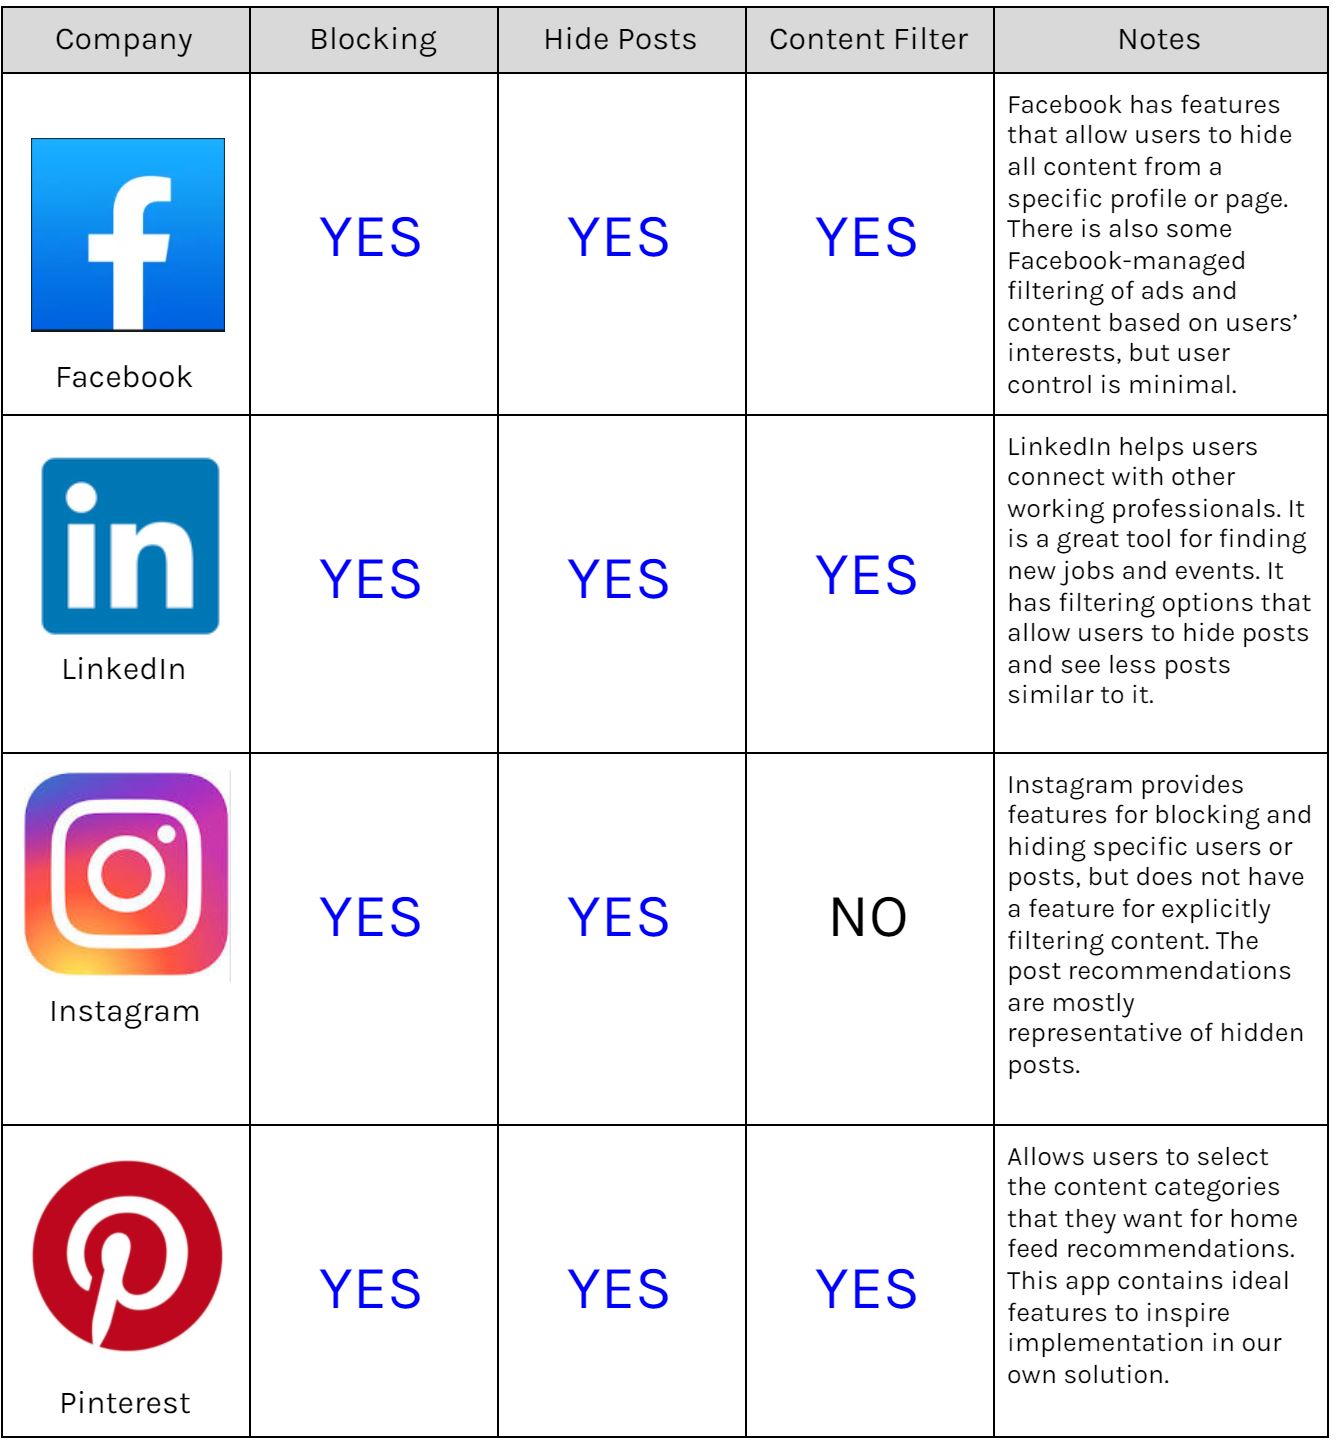 Company Blocking Hide Posts Content Filter Notes
Facebook has features
that allow users to hide
all content from a
specific profile or page.
There is also some
Facebook-managed
filtering of ads and
content based on users’
interests, but user
control is minimal.
f
YES YES YES
Facebook
LinkedIn helps users
connect with other
working professionals. It
is a great tool for finding
new jobs and events. It
has filtering options that
allow users to hide posts
and see less posts
similar to it.
in
YES YES YES
LinkedIn
Instagram provides
features for blocking and
hiding specific users or
posts, but does not have
a feature for explicitly
filtering content. The
post recommendations
are mostly
representative of hidden
posts.
YES YES NO
Instagram
Allows users to select
the content categories
that they want for home
feed recommendations.
This app contains ideal
features to inspire
implementation in our
own solution.
YES YES YES
Pinterest